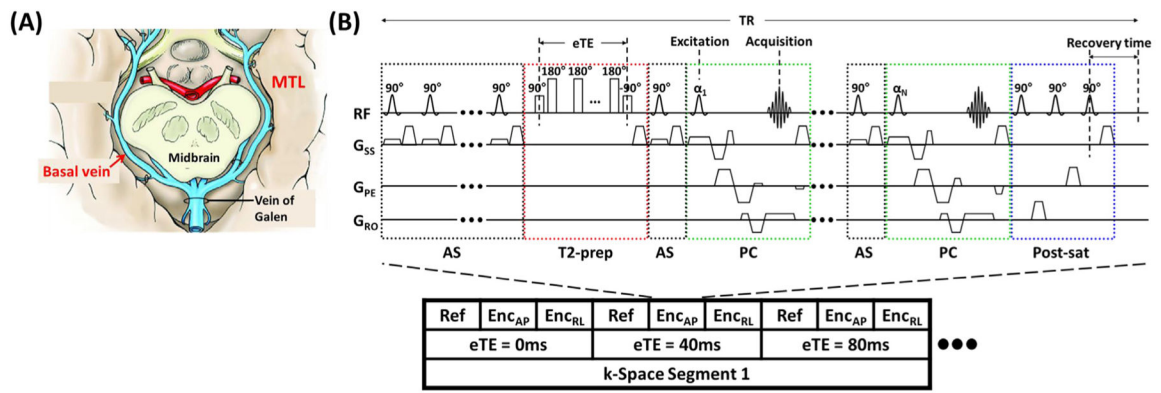 (A)
MTL
Midbrain
Basal vein
Vein of
Galen
(B)
TR
eTE
Excitation
Acquisition
Recovery time
90° 90° 90° 90° 180° 180° 180° -90° 90° α1 90° αN 90° 90° 90°
RF
GSS
GPE
GRO
AS T2-prep AS PC AS PC Post-sat
Ref EncAP EncRL Ref EncAP EncRL Ref EncAP EncRL
eTE = 0ms eTE = 40ms eTE = 80ms
k-Space Segment 1